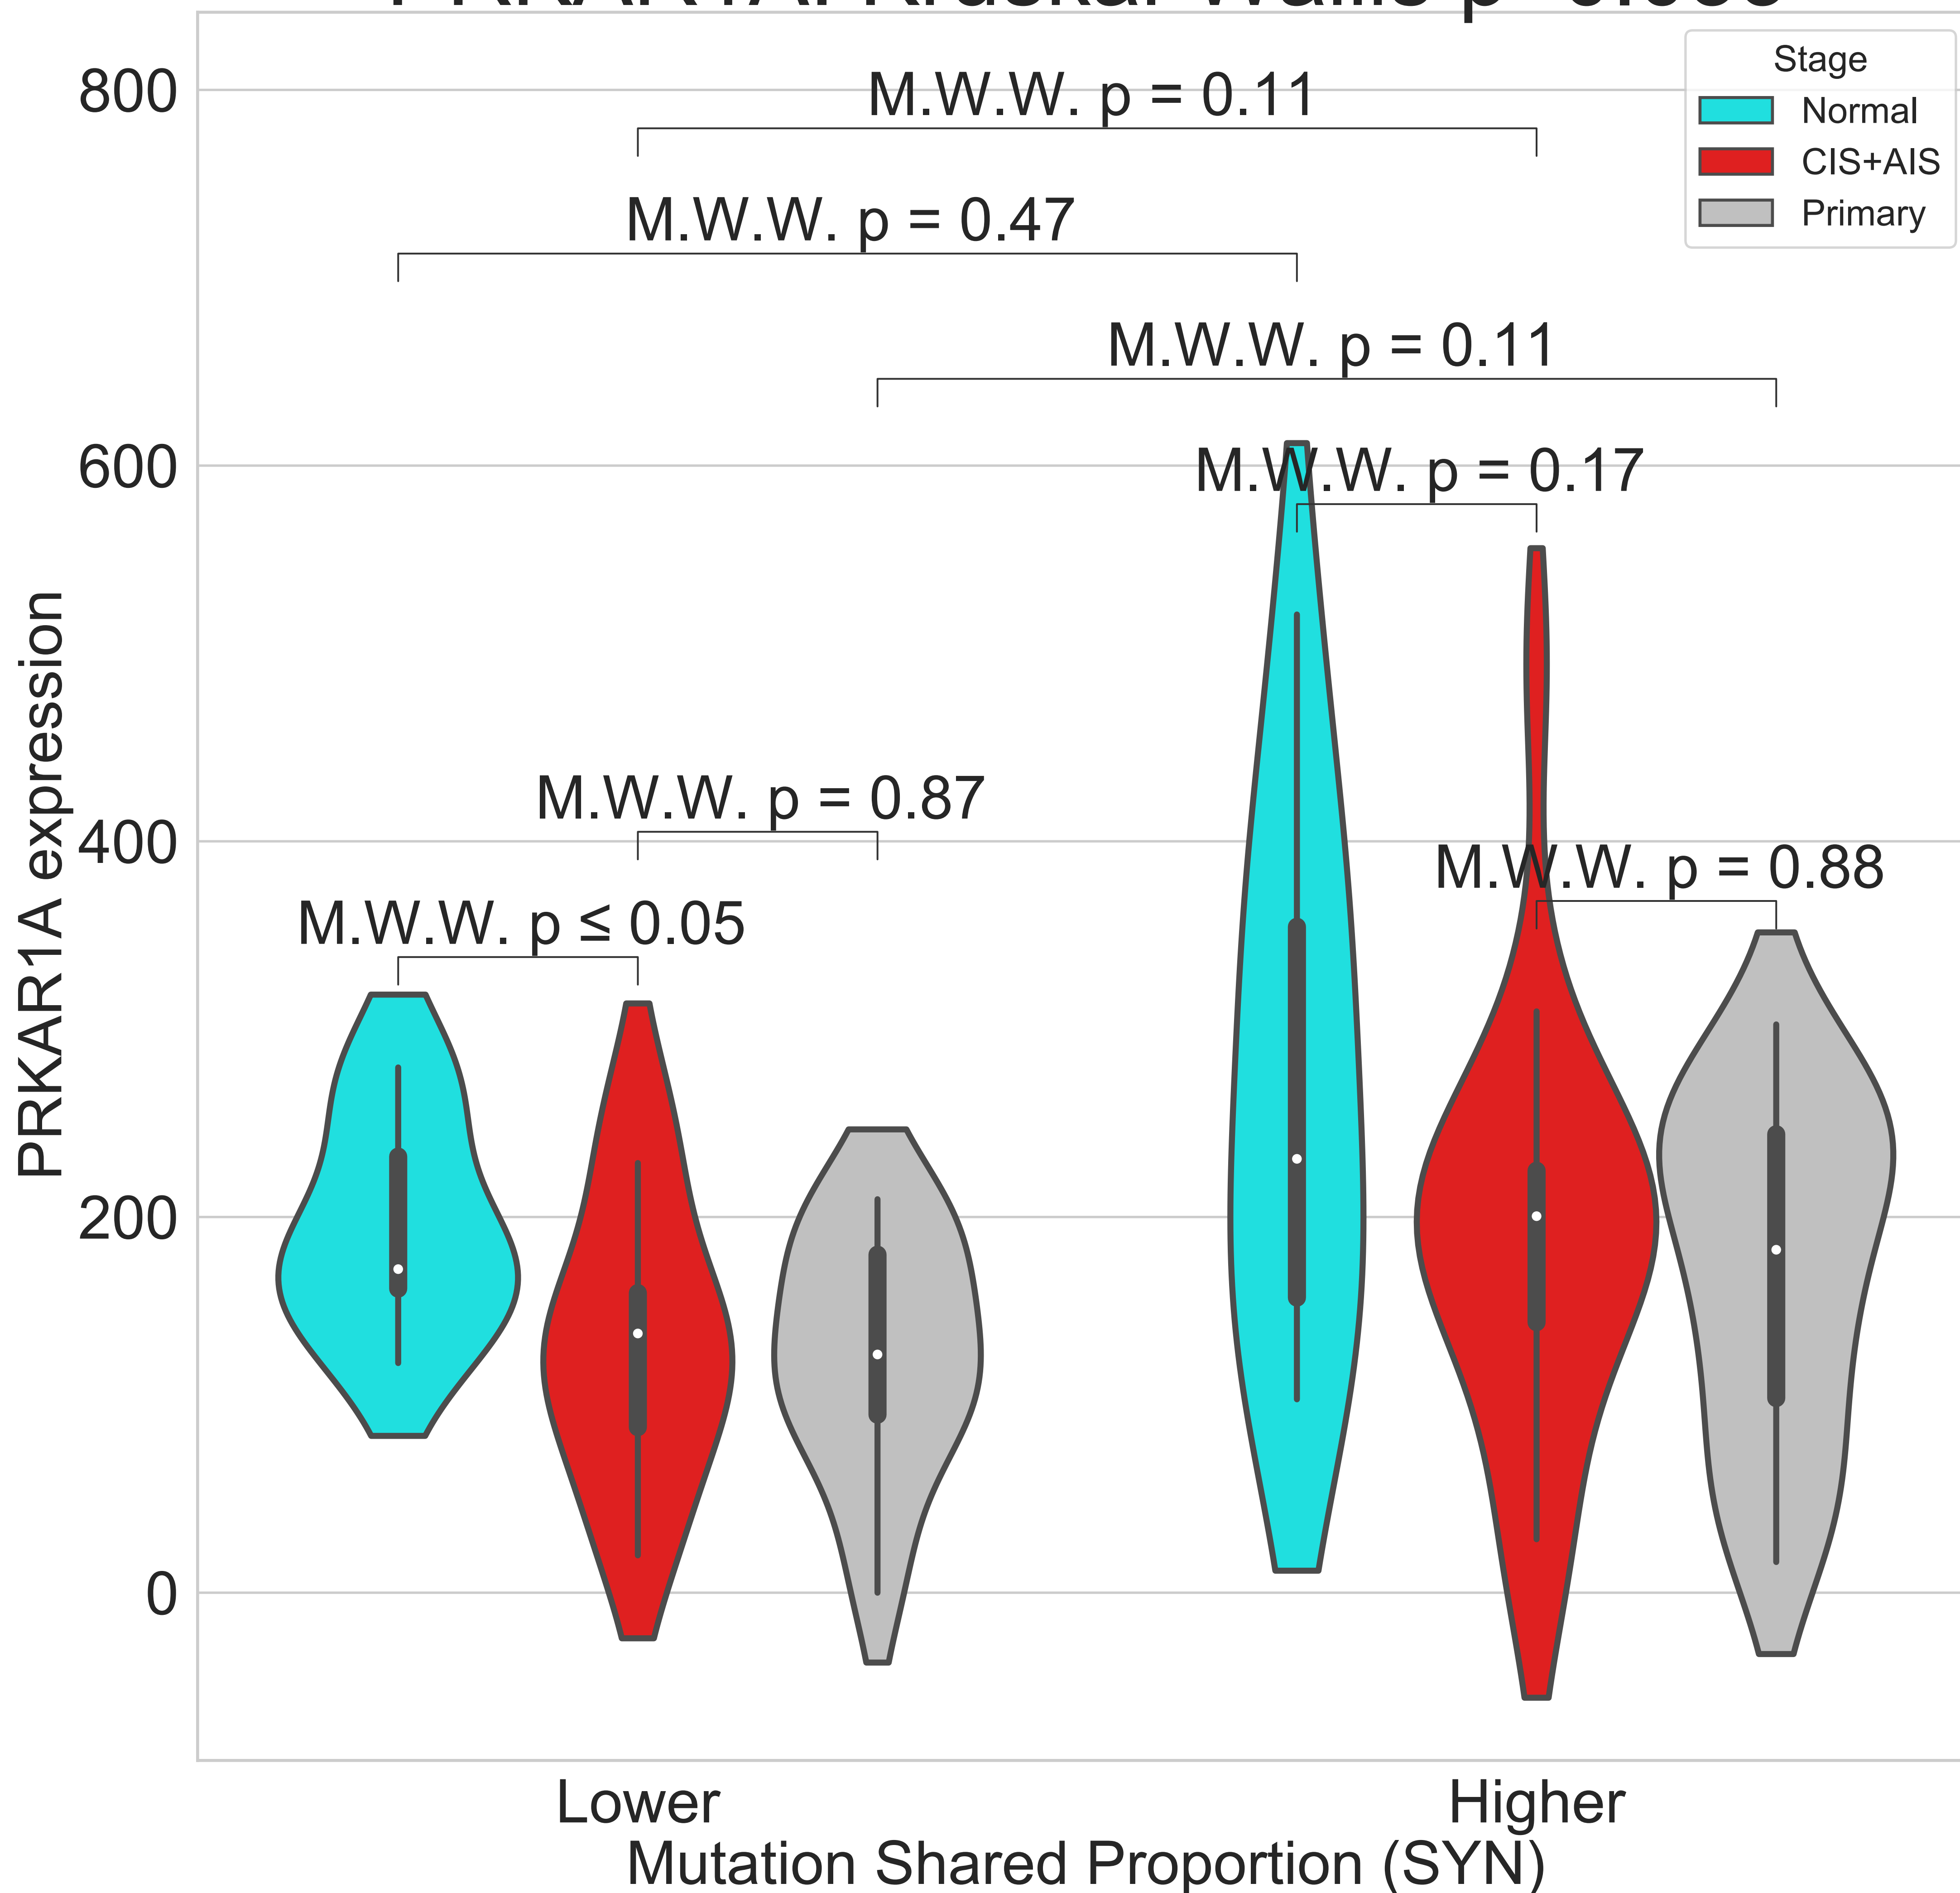 Stage
Normal
CIS+AIS
Primary
M.W.W. p = 0.11
M.W.W. p = 0.47
M.W.W. p = 0.11
M.W.W. p = 0.17
M.W.W. p = 0.87
M.W.W. p = 0.88
M.W.W. p ≤ 0.05
800
600
400
200
0
PRKAR1A expression
Lower
Higher
Mutation Shared Proportion (SYN)